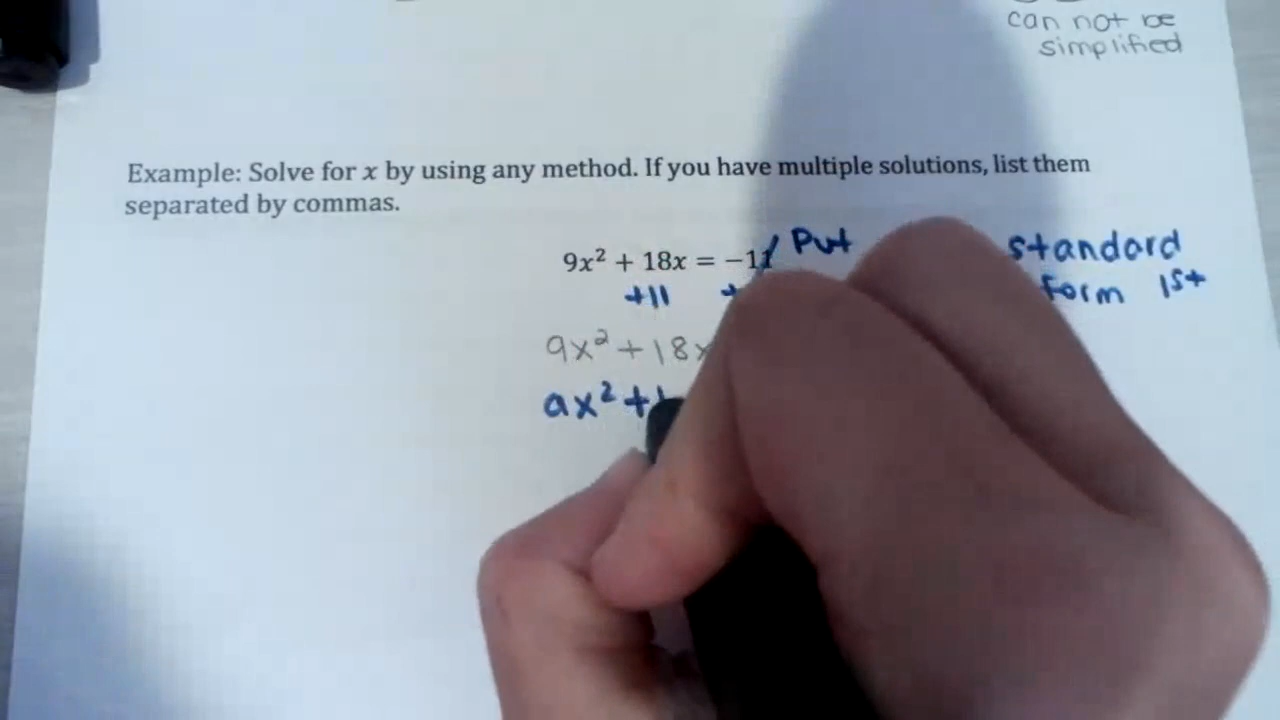 can not be
simplified
Example: Solve for x by using any method. If you have multiple solutions, list them
separated by commas.
9x² + 18x = −11 Put standard
+11 + form 1st
9x² + 18x
ax² +